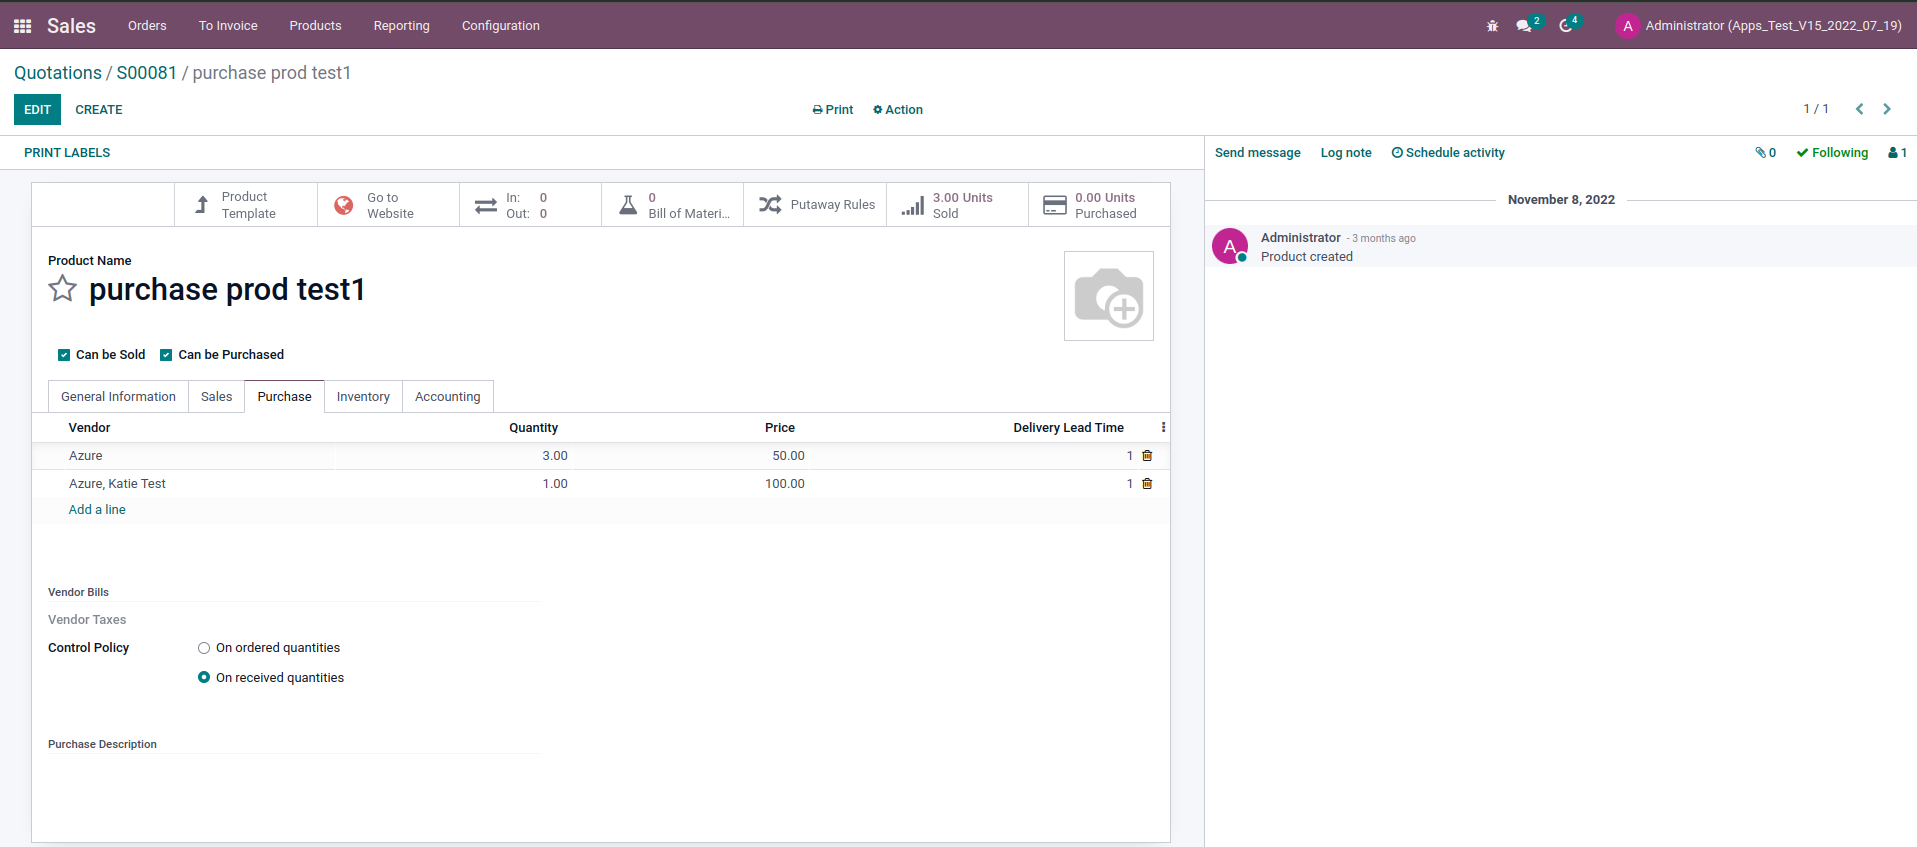 Sales Orders To Invoice Products Reporting Configuration 2 4 A Administrator (Apps_Test_V15_2022_07_19)
Quotations / S00081 / purchase prod test1
EDIT CREATE Print Action 1 / 1
PRINT LABELS
Send message Log note Schedule activity 0 Following 1
Product Template
Go to Website
In: 0
Out: 0
0
Bill of Materi...
Putaway Rules
3.00 Units
Sold
0.00 Units
Purchased
Product Name
purchase prod test1
Can be Sold Can be Purchased
General Information Sales Purchase Inventory Accounting
Vendor Quantity Price Delivery Lead Time
Azure 3.00 50.00 1
Azure, Katie Test 1.00 100.00 1
Add a line
Vendor Bills
Vendor Taxes
Control Policy On ordered quantities
On received quantities
Purchase Description
November 8, 2022
A
Administrator - 3 months ago
Product created